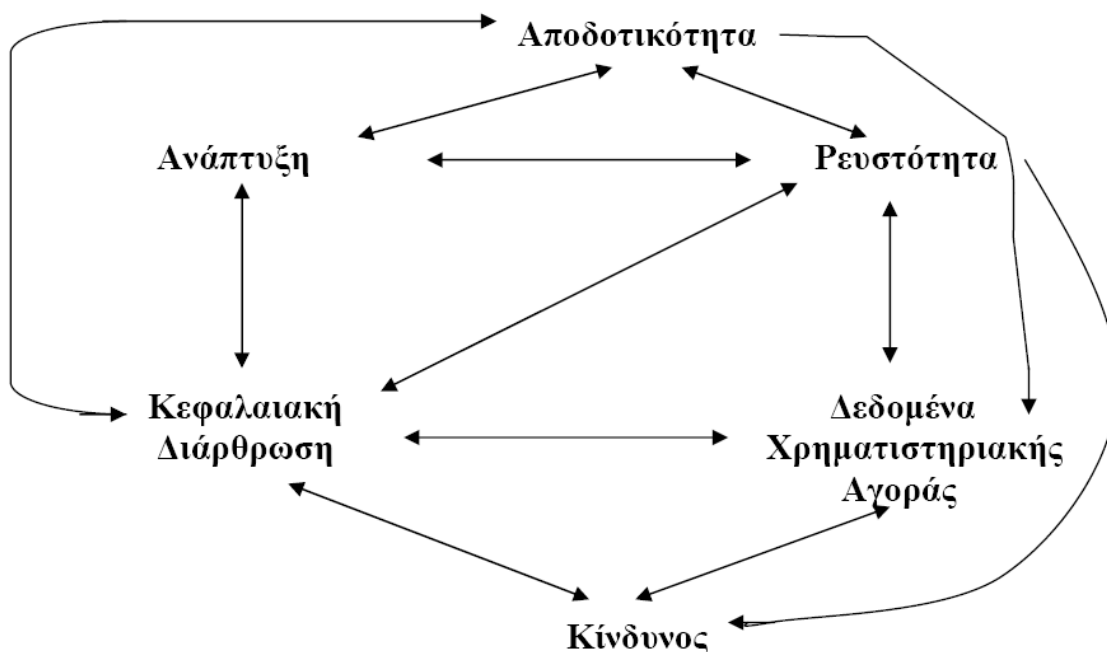 Αποδοτικότητα
Ανάπτυξη
Ρευστότητα
Κεφαλαιακή
Διάρθρωση
Δεδομένα
Χρηματιστηριακής
Αγοράς
Κίνδυνος